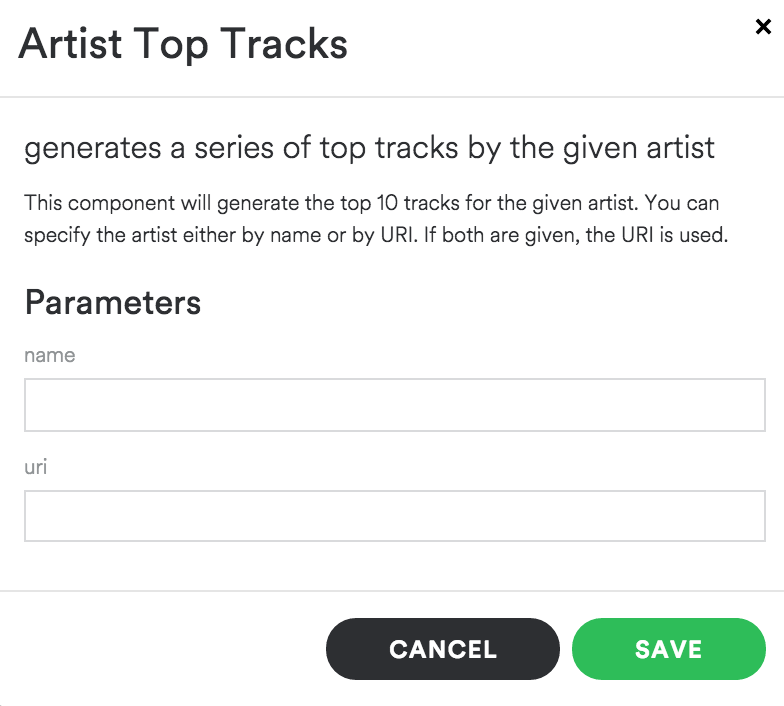 Artist Top Tracks
generates a series of top tracks by the given artist
This component will generate the top 10 tracks for the given artist. You can
specify the artist either by name or by URI. If both are given, the URI is used.
Parameters
name
uri
CANCEL
SAVE